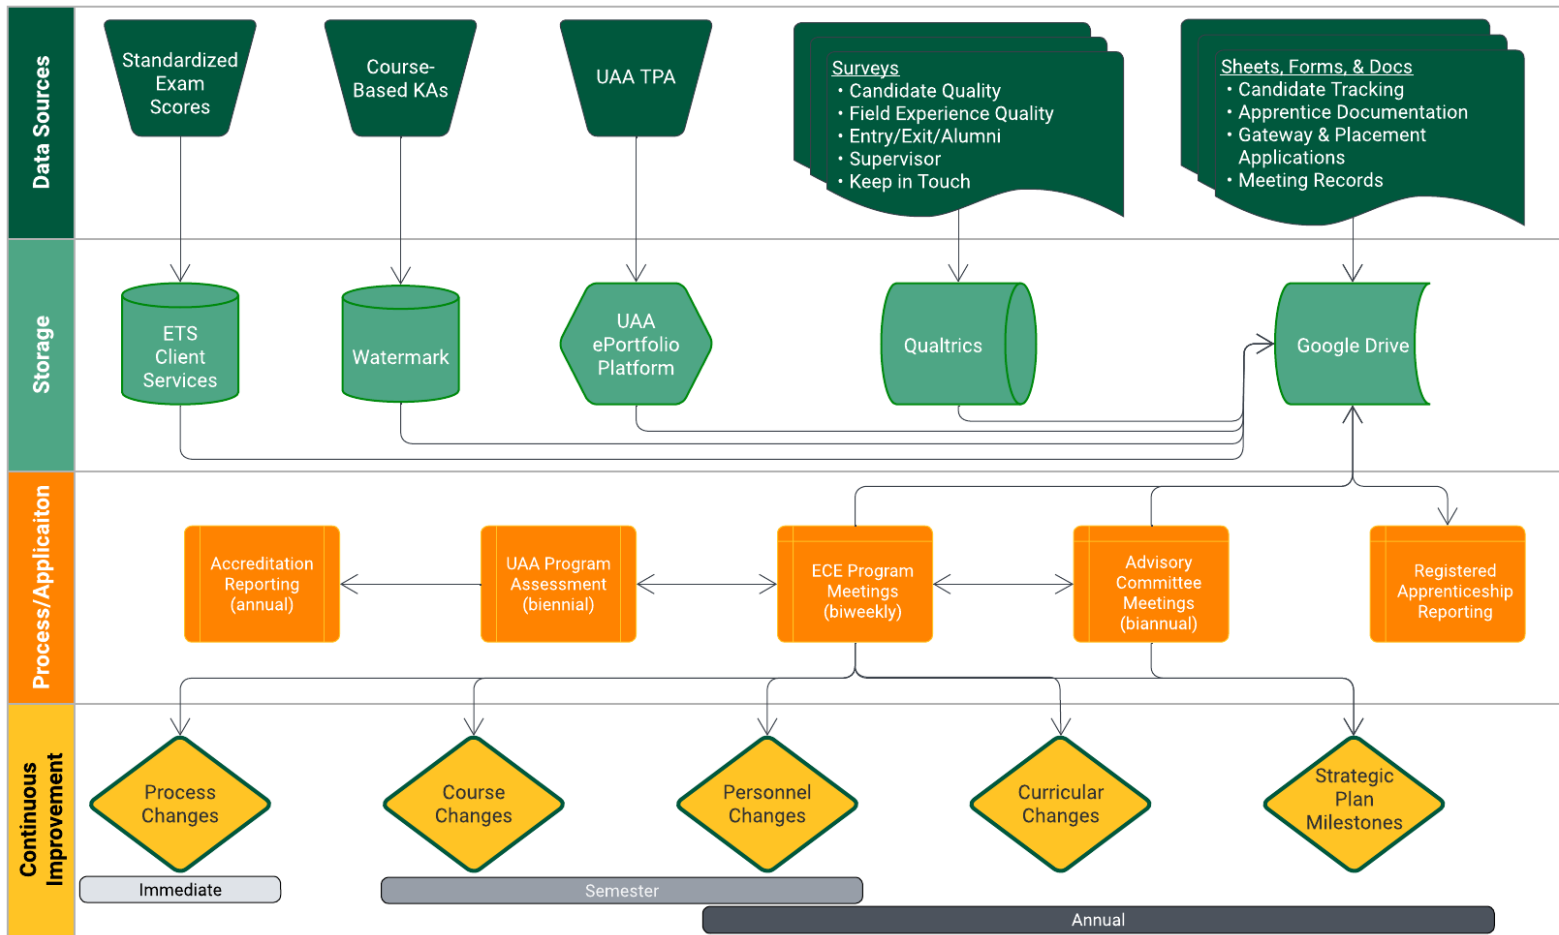 Data Sources
Standardized
Exam
Scores
Course-
Based KAs
UAA TPA
Surveys
• Candidate Quality
• Field Experience Quality
• Entry/Exit/Alumni
• Supervisor
• Keep in Touch
Sheets, Forms, & Docs
• Candidate Tracking
• Apprentice Documentation
• Gateway & Placement
Applications
• Meeting Records
Storage
ETS
Client
Services
Watermark
UAA
ePortfolio
Platform
Qualtrics
Google Drive
Process/Applicaiton
Accreditation
Reporting
(annual)
UAA Program
Assessment
(biennial)
ECE Program
Meetings
(biweekly)
Advisory
Committee
Meetings
(biannual)
Registered
Apprenticeship
Reporting
Continuous
Improvement
Process
Changes
Course
Changes
Personnel
Changes
Curricular
Changes
Strategic
Plan
Milestones
Immediate
Semester
Annual